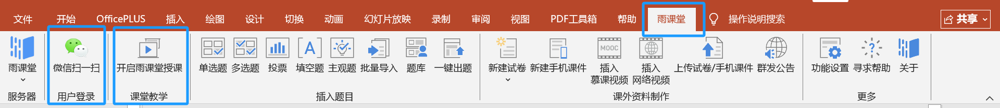 文件 开始 OfficePLUS 插入 绘图 设计 切换 动画 幻灯片放映 录制 审阅 视图 PDF工具箱 帮助 雨课堂 操作说明搜索 共享
MOOC
雨课堂 微信扫一扫 开启雨课堂授课 单选题 多选题 投票 填空题 主观题 批量导入 题库 一键出题 新建试卷 新建手机课件 插入 插入 上传试卷/手机课件 群发公告 功能设置 寻求帮助 关于
慕课视频 网络视频
服务器 用户登录 课堂教学 插入题目 课外资料制作 更多